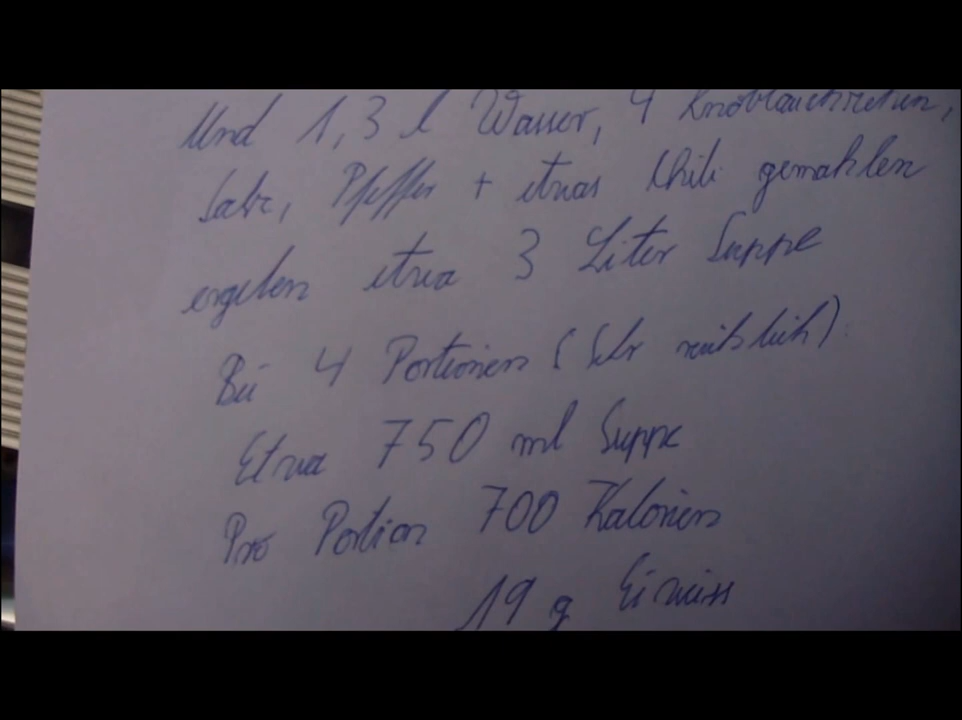 Und 1,3 l Wasser, 4 Knoblauchzehen,
Salz, Pfeffer + etwas Chili gemahlen
ergeben etwa 3 Liter Suppe
Bei 4 Portionen (sehr reichlich).
Etwa 750 ml Suppe
Pro Portion 700 Kalorien
19 g Eiweiss